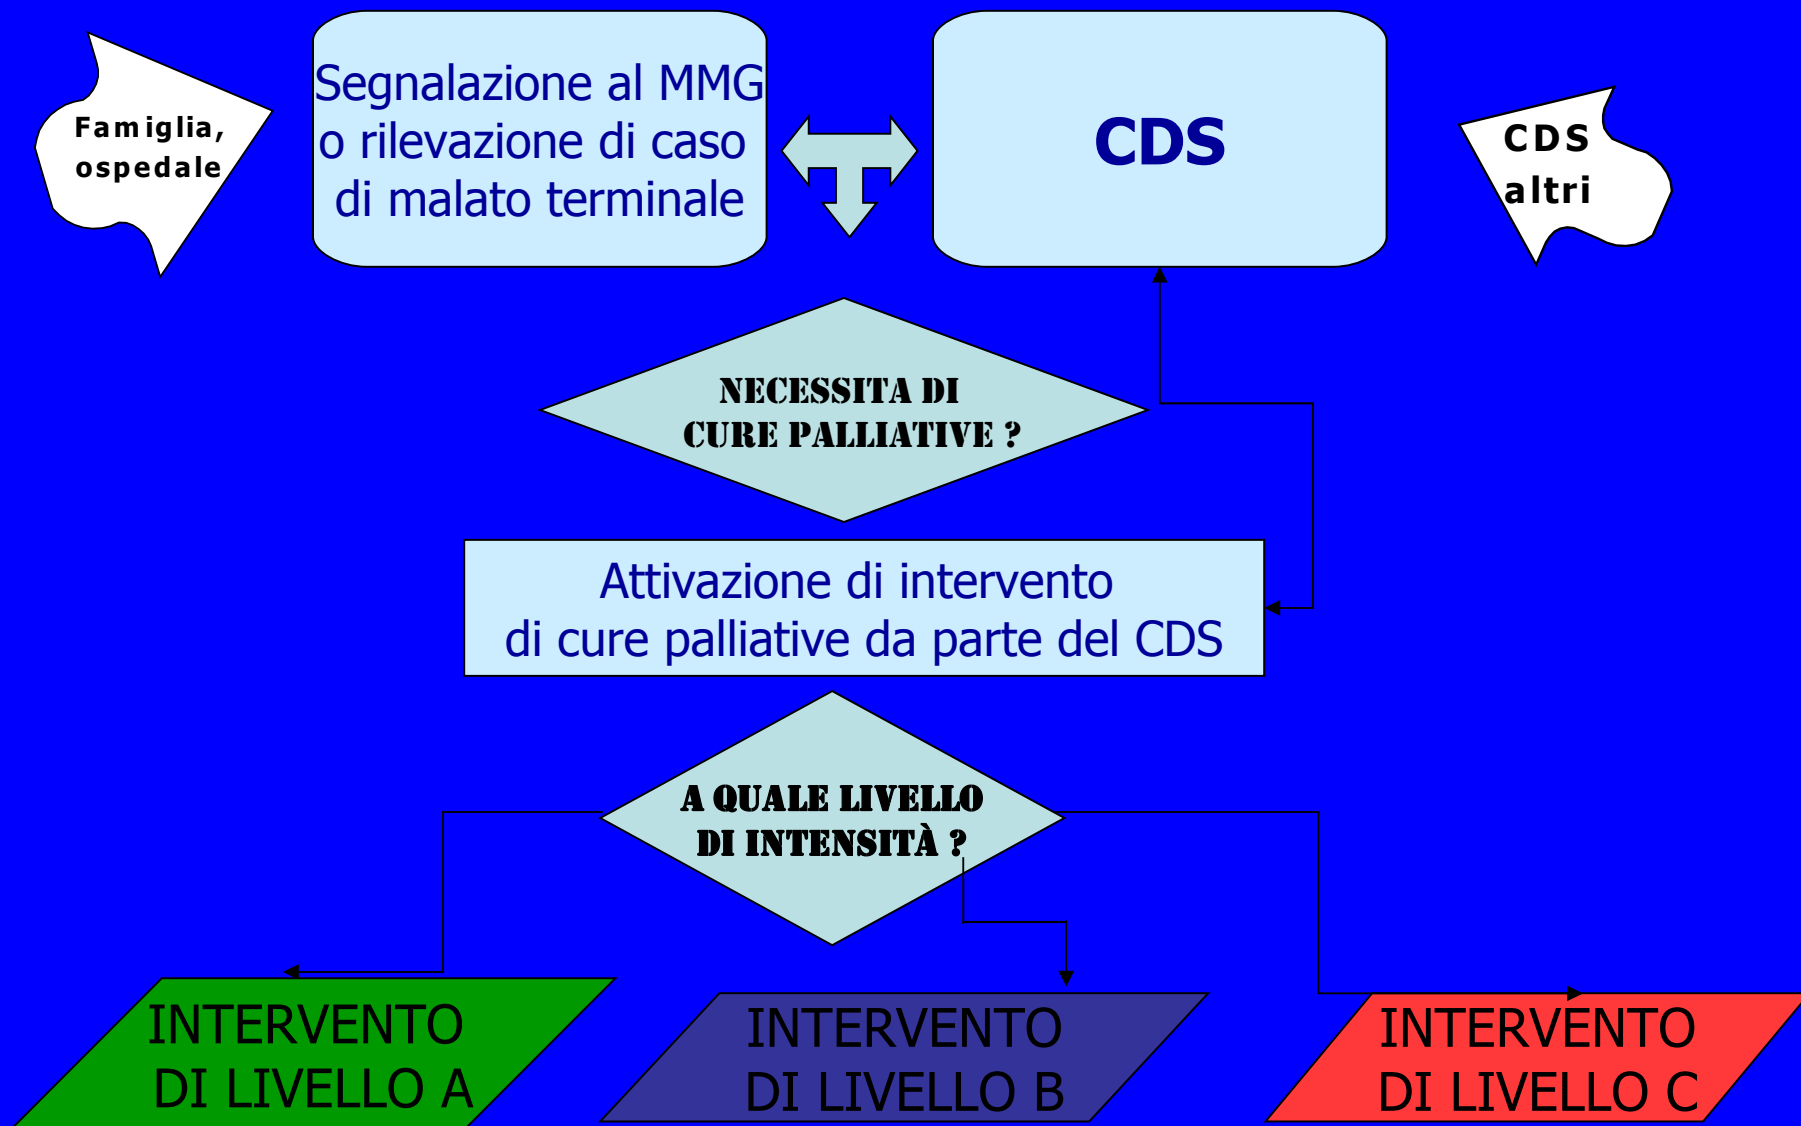 Famiglia,
ospedale
Segnalazione al MMG
o rilevazione di caso
di malato terminale
CDS
CDS
altri
NECESSITA DI
CURE PALLIATIVE ?
Attivazione di intervento
di cure palliative da parte del CDS
A QUALE LIVELLO
DI INTENSITÀ ?
INTERVENTO
DI LIVELLO A
INTERVENTO
DI LIVELLO B
INTERVENTO
DI LIVELLO C